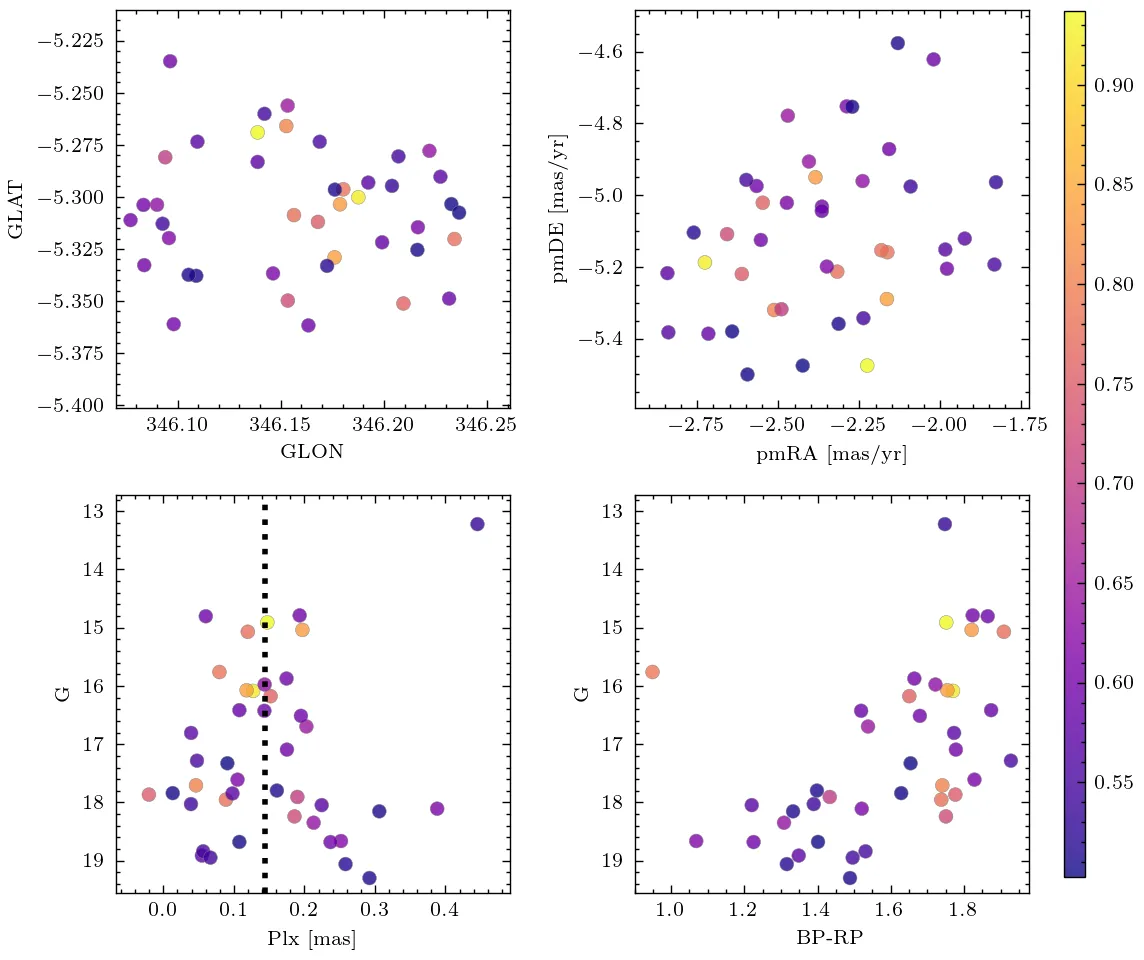 −5.225
−5.250
−5.275
−5.300
−5.325
−5.350
−5.375
−5.400
GLAT
346.10 346.15 346.20 346.25
GLON
−4.6
−4.8
−5.0
−5.2
−5.4
pmDE [mas/yr]
−2.75 −2.50 −2.25 −2.00 −1.75
pmRA [mas/yr]
0.90
0.85
0.80
0.75
0.70
0.65
0.60
0.55
13
14
15
16
17
18
19
G
0.0 0.1 0.2 0.3 0.4
Plx [mas]
13
14
15
16
17
18
19
G
1.0 1.2 1.4 1.6 1.8
BP-RP